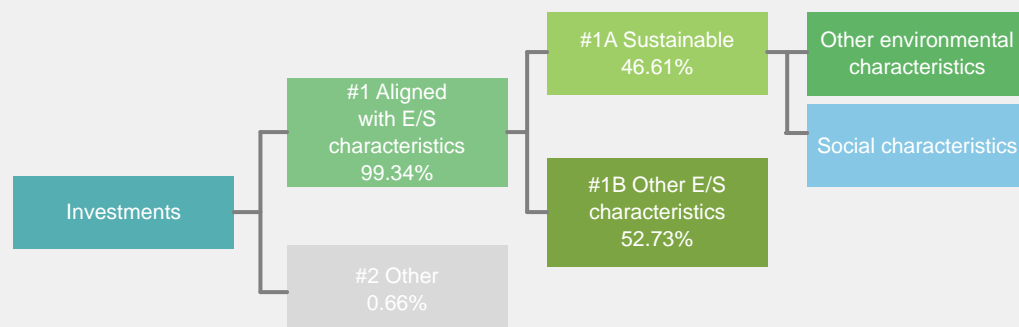 Investments
#1 Aligned
with E/S
characteristics
99.34%
#2 Other
0.66%
#1A Sustainable
46.61%
#1B Other E/S
characteristics
52.73%
Other environmental
characteristics
Social characteristics